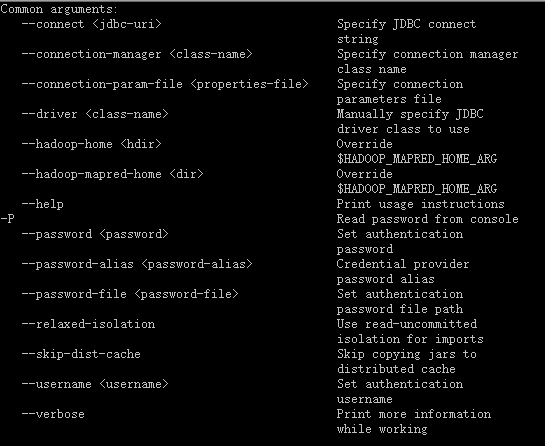 Common arguments:
   --connect <jdbc-uri>                         Specify JDBC connect
                                                string
   --connection-manager <class-name>            Specify connection manager
                                                class name
   --connection-param-file <properties-file>    Specify connection
                                                parameters file
   --driver <class-name>                        Manually specify JDBC
                                                driver class to use
   --hadoop-home <hdir>                         Override
                                                $HADOOP_MAPRED_HOME_ARG
   --hadoop-mapred-home <dir>                   Override
                                                $HADOOP_MAPRED_HOME_ARG
   --help                                       Print usage instructions
-P                                              Read password from console
   --password <password>                        Set authentication
                                                password
   --password-alias <password-alias>            Credential provider
                                                password alias
   --password-file <password-file>              Set authentication
                                                password file path
   --relaxed-isolation                          Use read-uncommitted
                                                isolation for imports
   --skip-dist-cache                            Skip copying jars to
                                                distributed cache
   --username <username>                        Set authentication
                                                username
   --verbose                                    Print more information
                                                while working